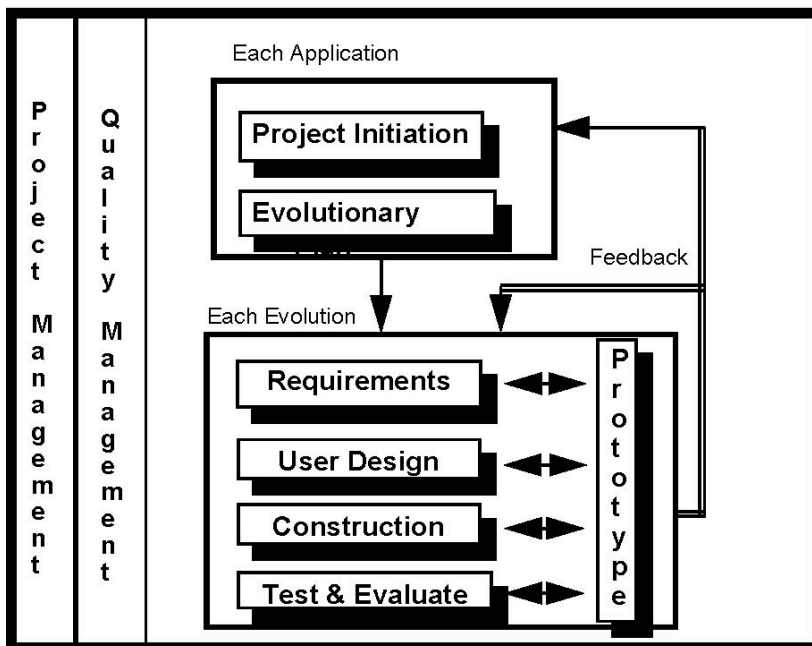 Project Management
Quality Management
Each Application
Project Initiation
Evolutionary
Feedback
Each Evolution
Requirements
User Design
Construction
Test & Evaluate
Prototype